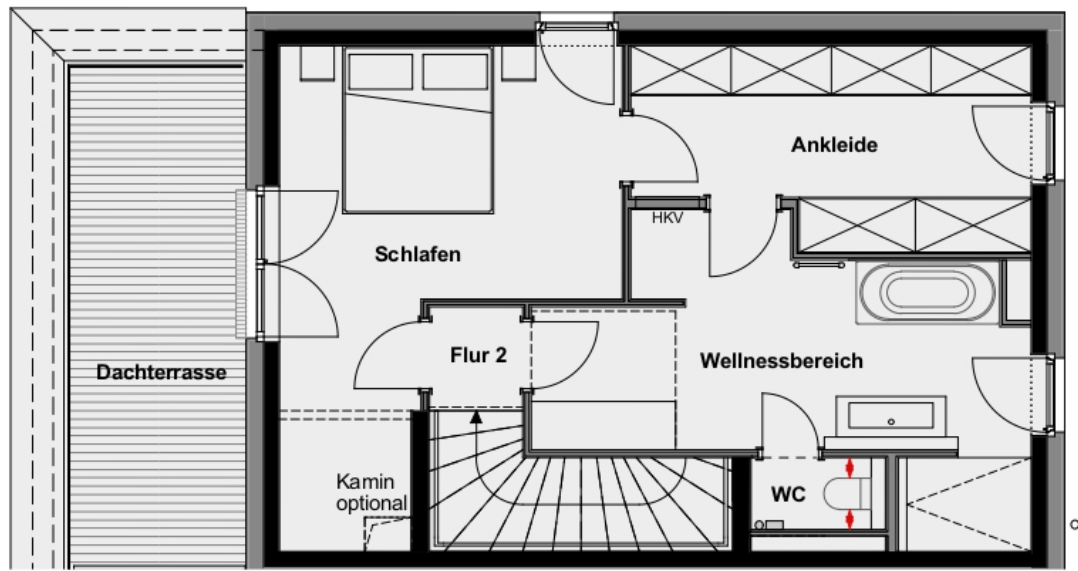 Ankleide
HKV
Schlafen
Flur 2
Wellnessbereich
Dachterrasse
Kamin
optional
WC